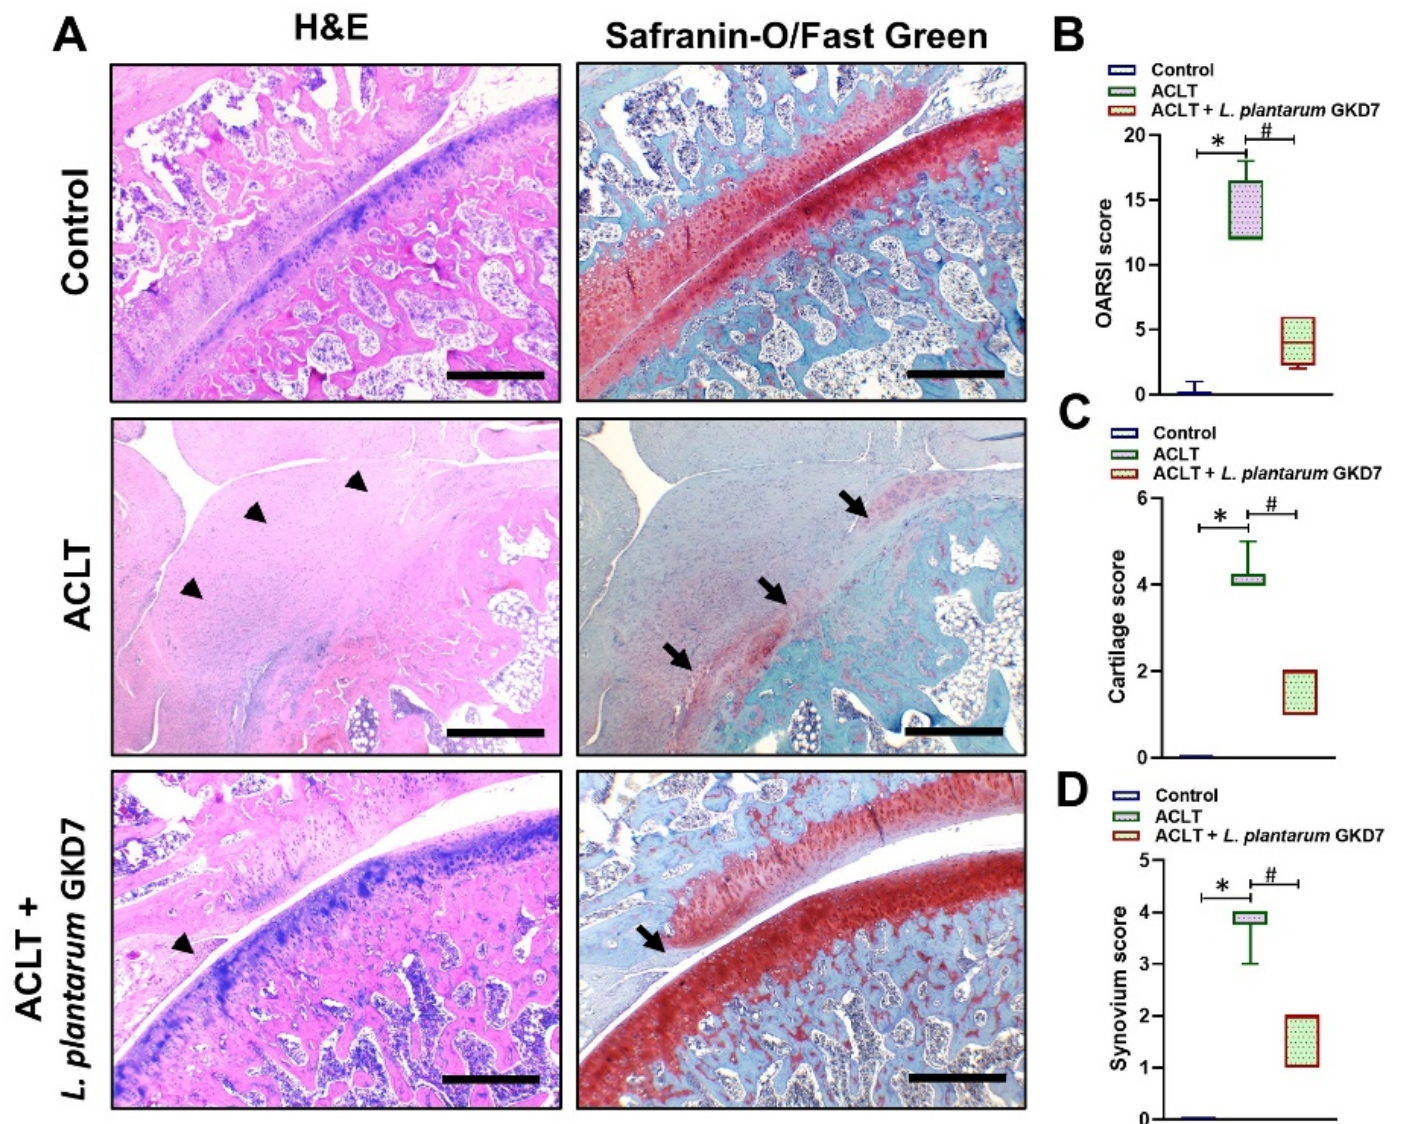 A
H&E
Safranin-O/Fast Green
Control
ACLT
ACLT +
L. plantarum GKD7
B
Control
ACLT
ACLT + L. plantarum GKD7
OARSI score
20
15
10
5
0
*
#
C
Control
ACLT
ACLT + L. plantarum GKD7
Cartilage score
6
4
2
0
*
#
D
Control
ACLT
ACLT + L. plantarum GKD7
Synovium score
5
4
3
2
1
0
*
#